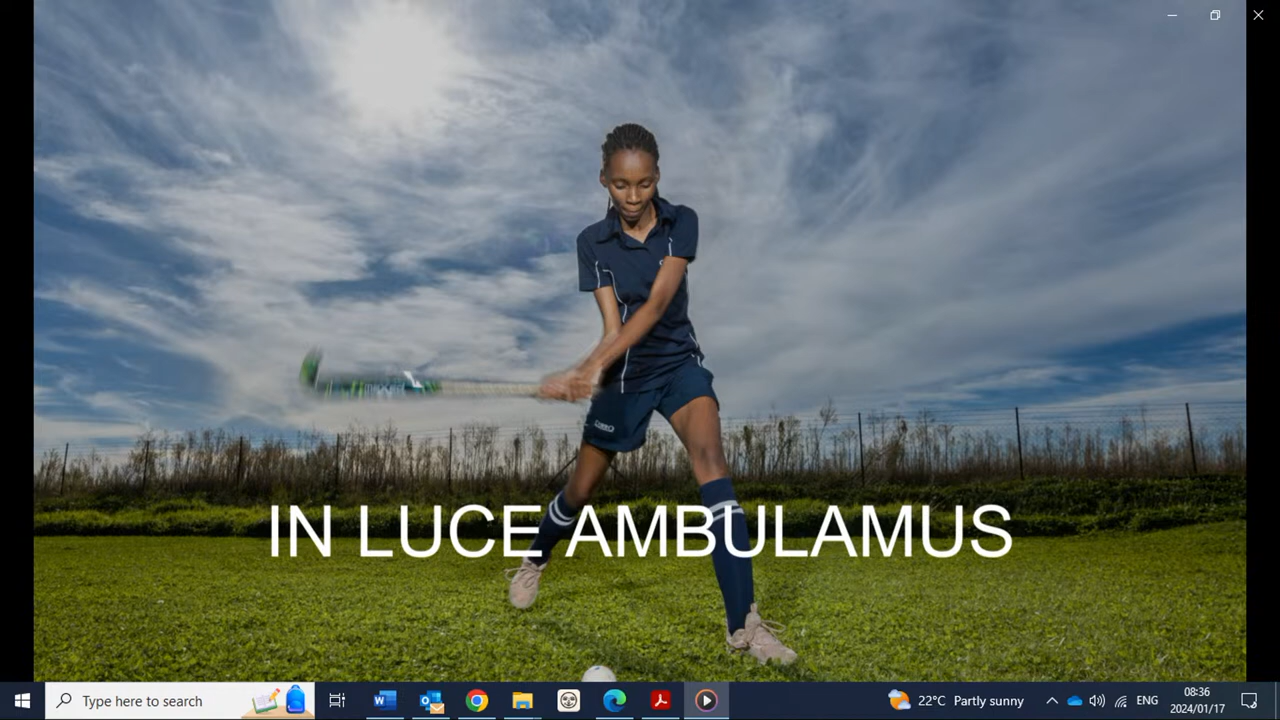 IN LUCE AMBULAMUS
Type here to search
22°C Partly sunny
ENG
08:36
2024/01/17